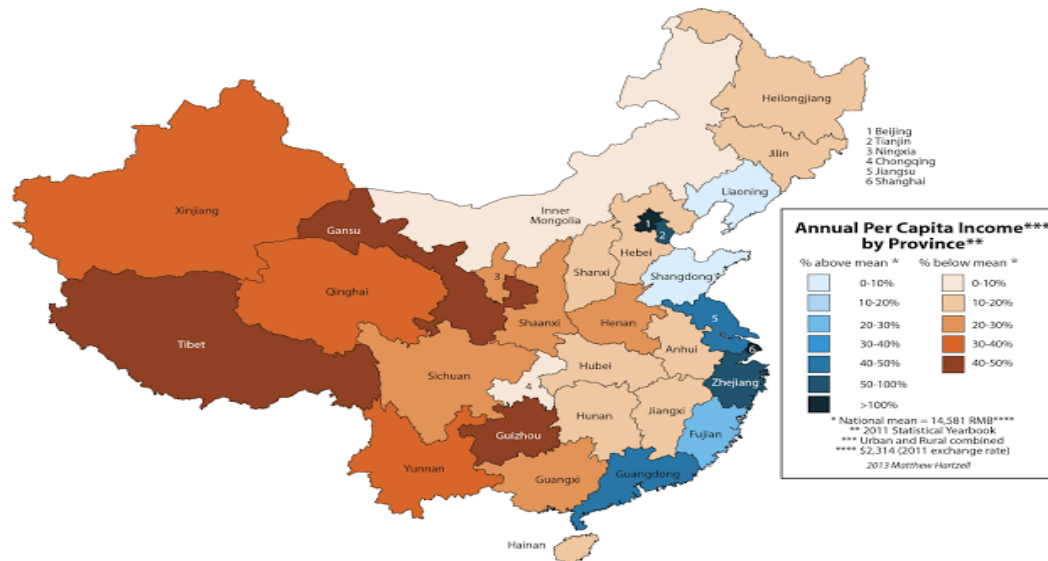 Heilongjiang
1 Beijing
2 Tianjin
3 Ningxia
4 Chongqing
5 Jiangsu
6 Shanghai
Jilin
Liaoning
Xinjiang
Inner
Mongolia
Gansu
1
2
Hebei
Shanxi
3
Shangdong
Qinghai
Shaanxi
Henan
5
Tibet
Anhui
6
Sichuan
Hubei
Zhejiang
4
Hunan
Jiangxi
Guizhou
Fujian
Yunnan
Guangxi
Guangdong
Hainan
Annual Per Capita Income***
by Province**
% above mean * % below mean *
0-10% 0-10%
10-20% 10-20%
20-30% 20-30%
30-40% 30-40%
40-50% 40-50%
50-100%
>100%
* National mean = 14,581 RMB****
** 2011 Statistical Yearbook
*** Urban and Rural combined
**** $2,314 (2011 exchange rate)
2013 Matthew Hartzell